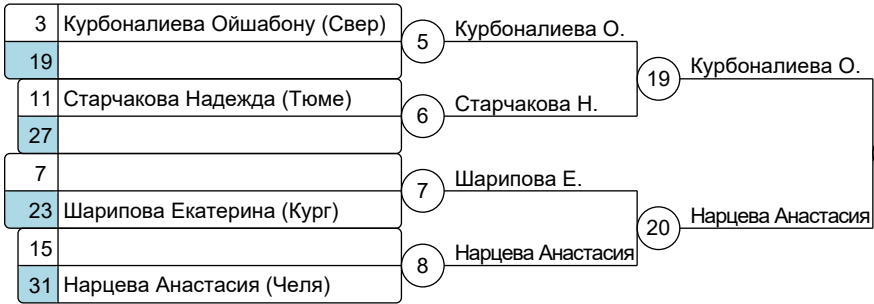 3 Курбоналиева Ойшабону (Свер)
19
5 Курбоналиева О.
11 Старчакова Надежда (Тюме)
27
6 Старчакова Н.
19 Курбоналиева О.
7
23 Шарипова Екатерина (Кург)
7 Шарипова Е.
15
31 Нарцева Анастасия (Челя)
8 Нарцева Анастасия
20 Нарцева Анастасия